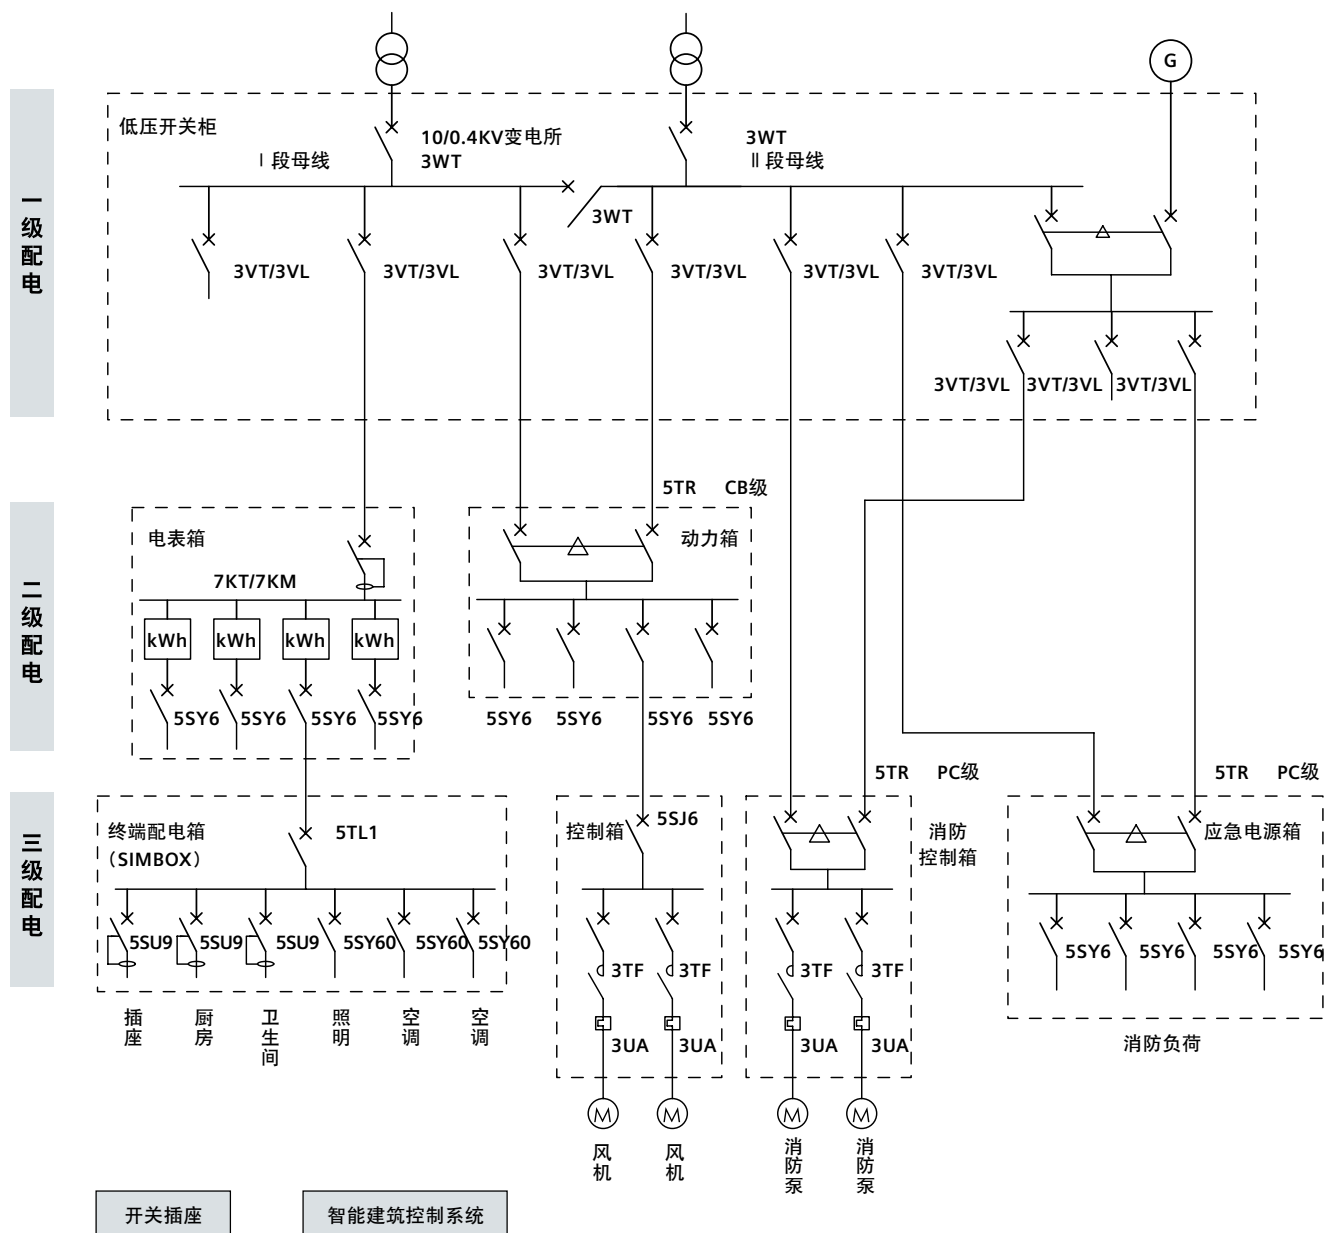 G
低压开关柜
10/0.4KV变电所
3WT
Ⅰ段母线
3WT
Ⅱ段母线
3WT
一级配电
3VT/3VL
3VT/3VL
3VT/3VL
3VT/3VL
3VT/3VL
3VT/3VL
3VT/3VL
3VT/3VL
3VT/3VL
5TR CB级
二级配电
电表箱
7KT/7KM
kWh
kWh
kWh
kWh
5SY6
5SY6
5SY6
5SY6
动力箱
5SY6
5SY6
5SY6
5SY6
5TR PC级
5TR PC级
三级配电
终端配电箱
（SIMBOX）
5TL1
5SU9
5SU9
5SU9
5SY60
5SY60
5SY60
插座
厨房
卫生间
照明
空调
空调
控制箱
5SJ6
3TF
3TF
3UA
3UA
M
M
风机
风机
消防
控制箱
3TF
3TF
3UA
3UA
M
M
消防泵
消防泵
应急电源箱
5SY6
5SY6
5SY6
5SY6
消防负荷
开关插座
智能建筑控制系统